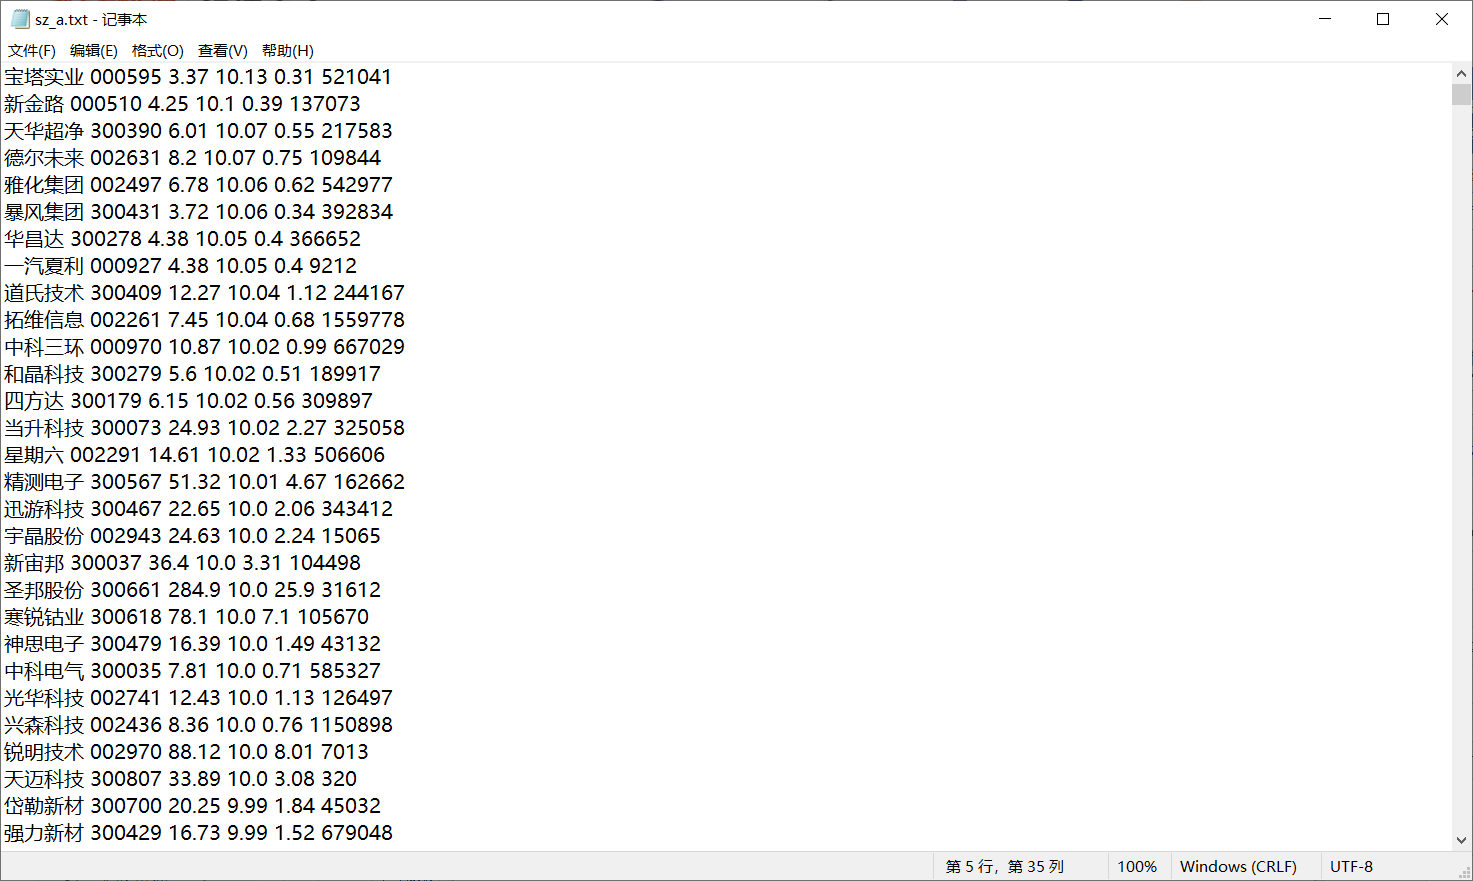 sz_a.txt - 记事本
文件(F) 编辑(E) 格式(O) 查看(V) 帮助(H)
宝塔实业 000595 3.37 10.13 0.31 521041
新金路 000510 4.25 10.1 0.39 137073
天华超净 300390 6.01 10.07 0.55 217583
德尔未来 002631 8.2 10.07 0.75 109844
雅化集团 002497 6.78 10.06 0.62 542977
暴风集团 300431 3.72 10.06 0.34 392834
华昌达 300278 4.38 10.05 0.4 366652
一汽夏利 000927 4.38 10.05 0.4 9212
道氏技术 300409 12.27 10.04 1.12 244167
拓维信息 002261 7.45 10.04 0.68 1559778
中科三环 000970 10.87 10.02 0.99 667029
和晶科技 300279 5.6 10.02 0.51 189917
四方达 300179 6.15 10.02 0.56 309897
当升科技 300073 24.93 10.02 2.27 325058
星期六 002291 14.61 10.02 1.33 506606
精测电子 300567 51.32 10.01 4.67 162662
迅游科技 300467 22.65 10.0 2.06 343412
宇晶股份 002943 24.63 10.0 2.24 15065
新宙邦 300037 36.4 10.0 3.31 104498
圣邦股份 300661 284.9 10.0 25.9 31612
寒锐钴业 300618 78.1 10.0 7.1 105670
神思电子 300479 16.39 10.0 1.49 43132
中科电气 300035 7.81 10.0 0.71 585327
光华科技 002741 12.43 10.0 1.13 126497
兴森科技 002436 8.36 10.0 0.76 1150898
锐明技术 002970 88.12 10.0 8.01 7013
天迈科技 300807 33.89 10.0 3.08 320
岱勒新材 300700 20.25 9.99 1.84 45032
强力新材 300429 16.73 9.99 1.52 679048
第 5 行，第 35 列 100% Windows (CRLF) UTF-8